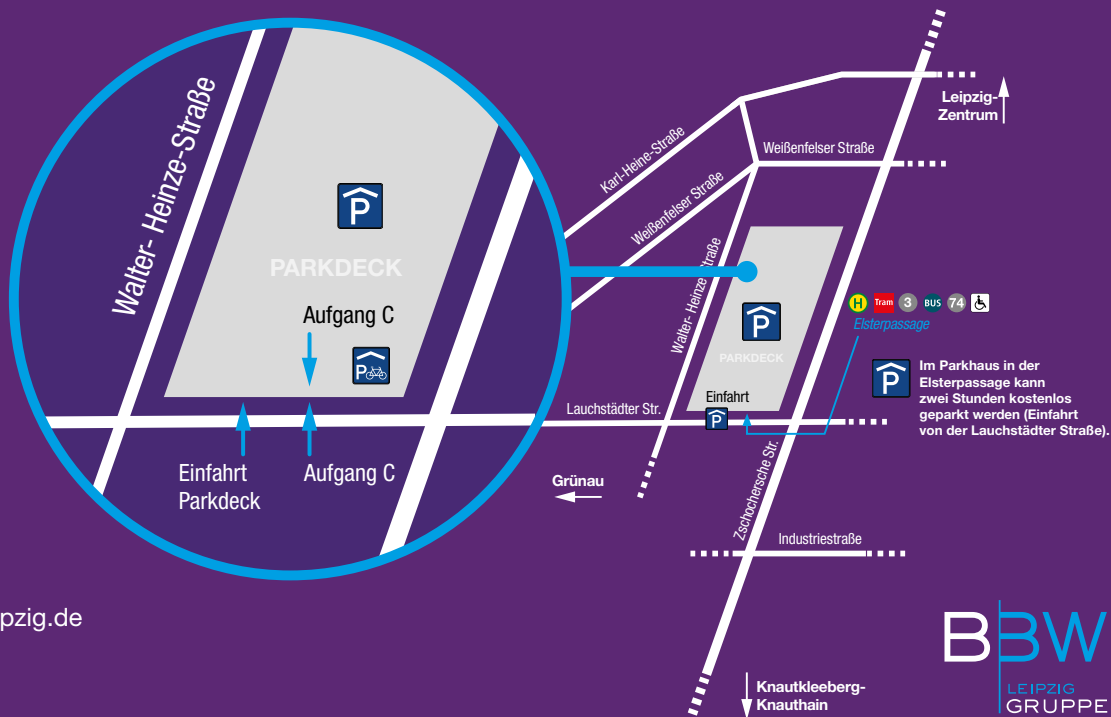 Walter- Heinze-Straße
P
PARKDECK
Aufgang C
P
Einfahrt
Parkdeck
Aufgang C
pzig.de
Leipzig-
Zentrum
Karl-Heine-Straße
Weißenfelser Straße
Weißenfelser Straße
Walter- Heinze-Straße
P
PARKDECK
Einfahrt
P
Lauchstädter Str.
Grünau
Zschochersche Str.
Industriestraße
H Tram 3 BUS 74
Elsterpassage
P
Im Parkhaus in der
Elsterpassage kann
zwei Stunden kostenlos
geparkt werden (Einfahrt
von der Lauchstädter Straße).
Knautkleeberg-
Knauthain
BBW
LEIPZIG
GRUPPE